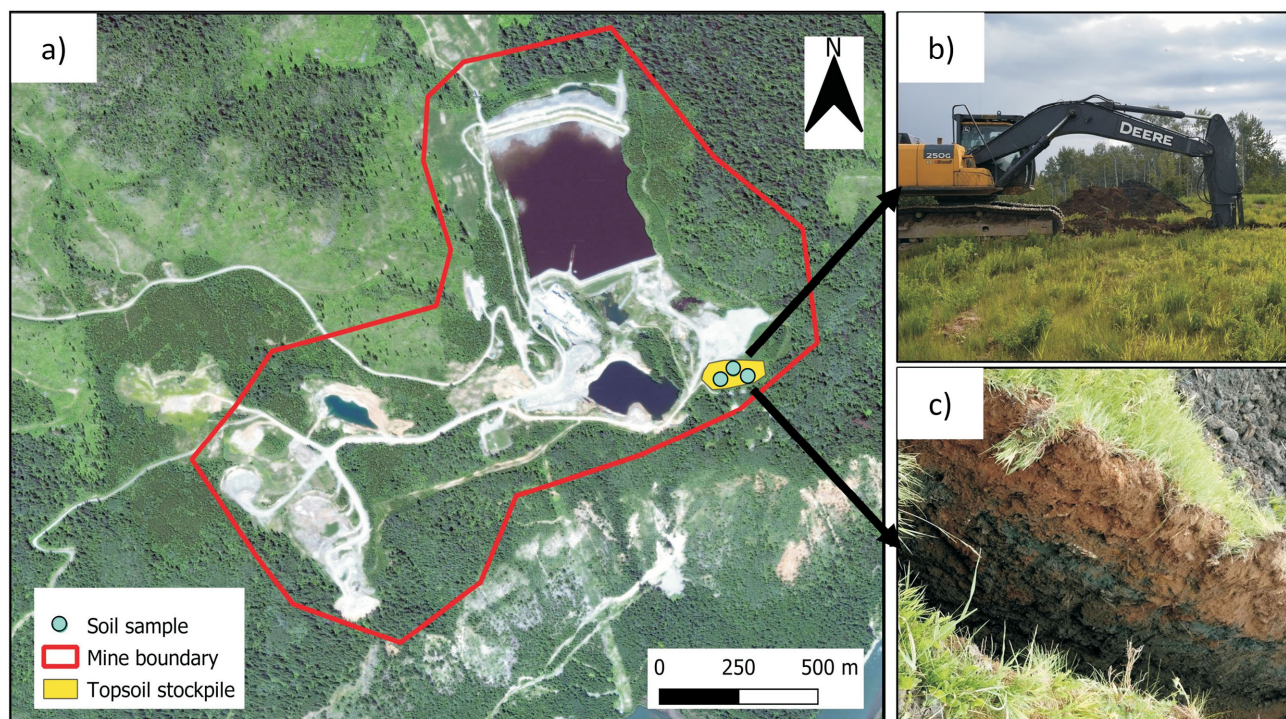 a)
N
Soil sample
Mine boundary
Topsoil stockpile
0 250 500 m
b)
DEERE
250G
c)